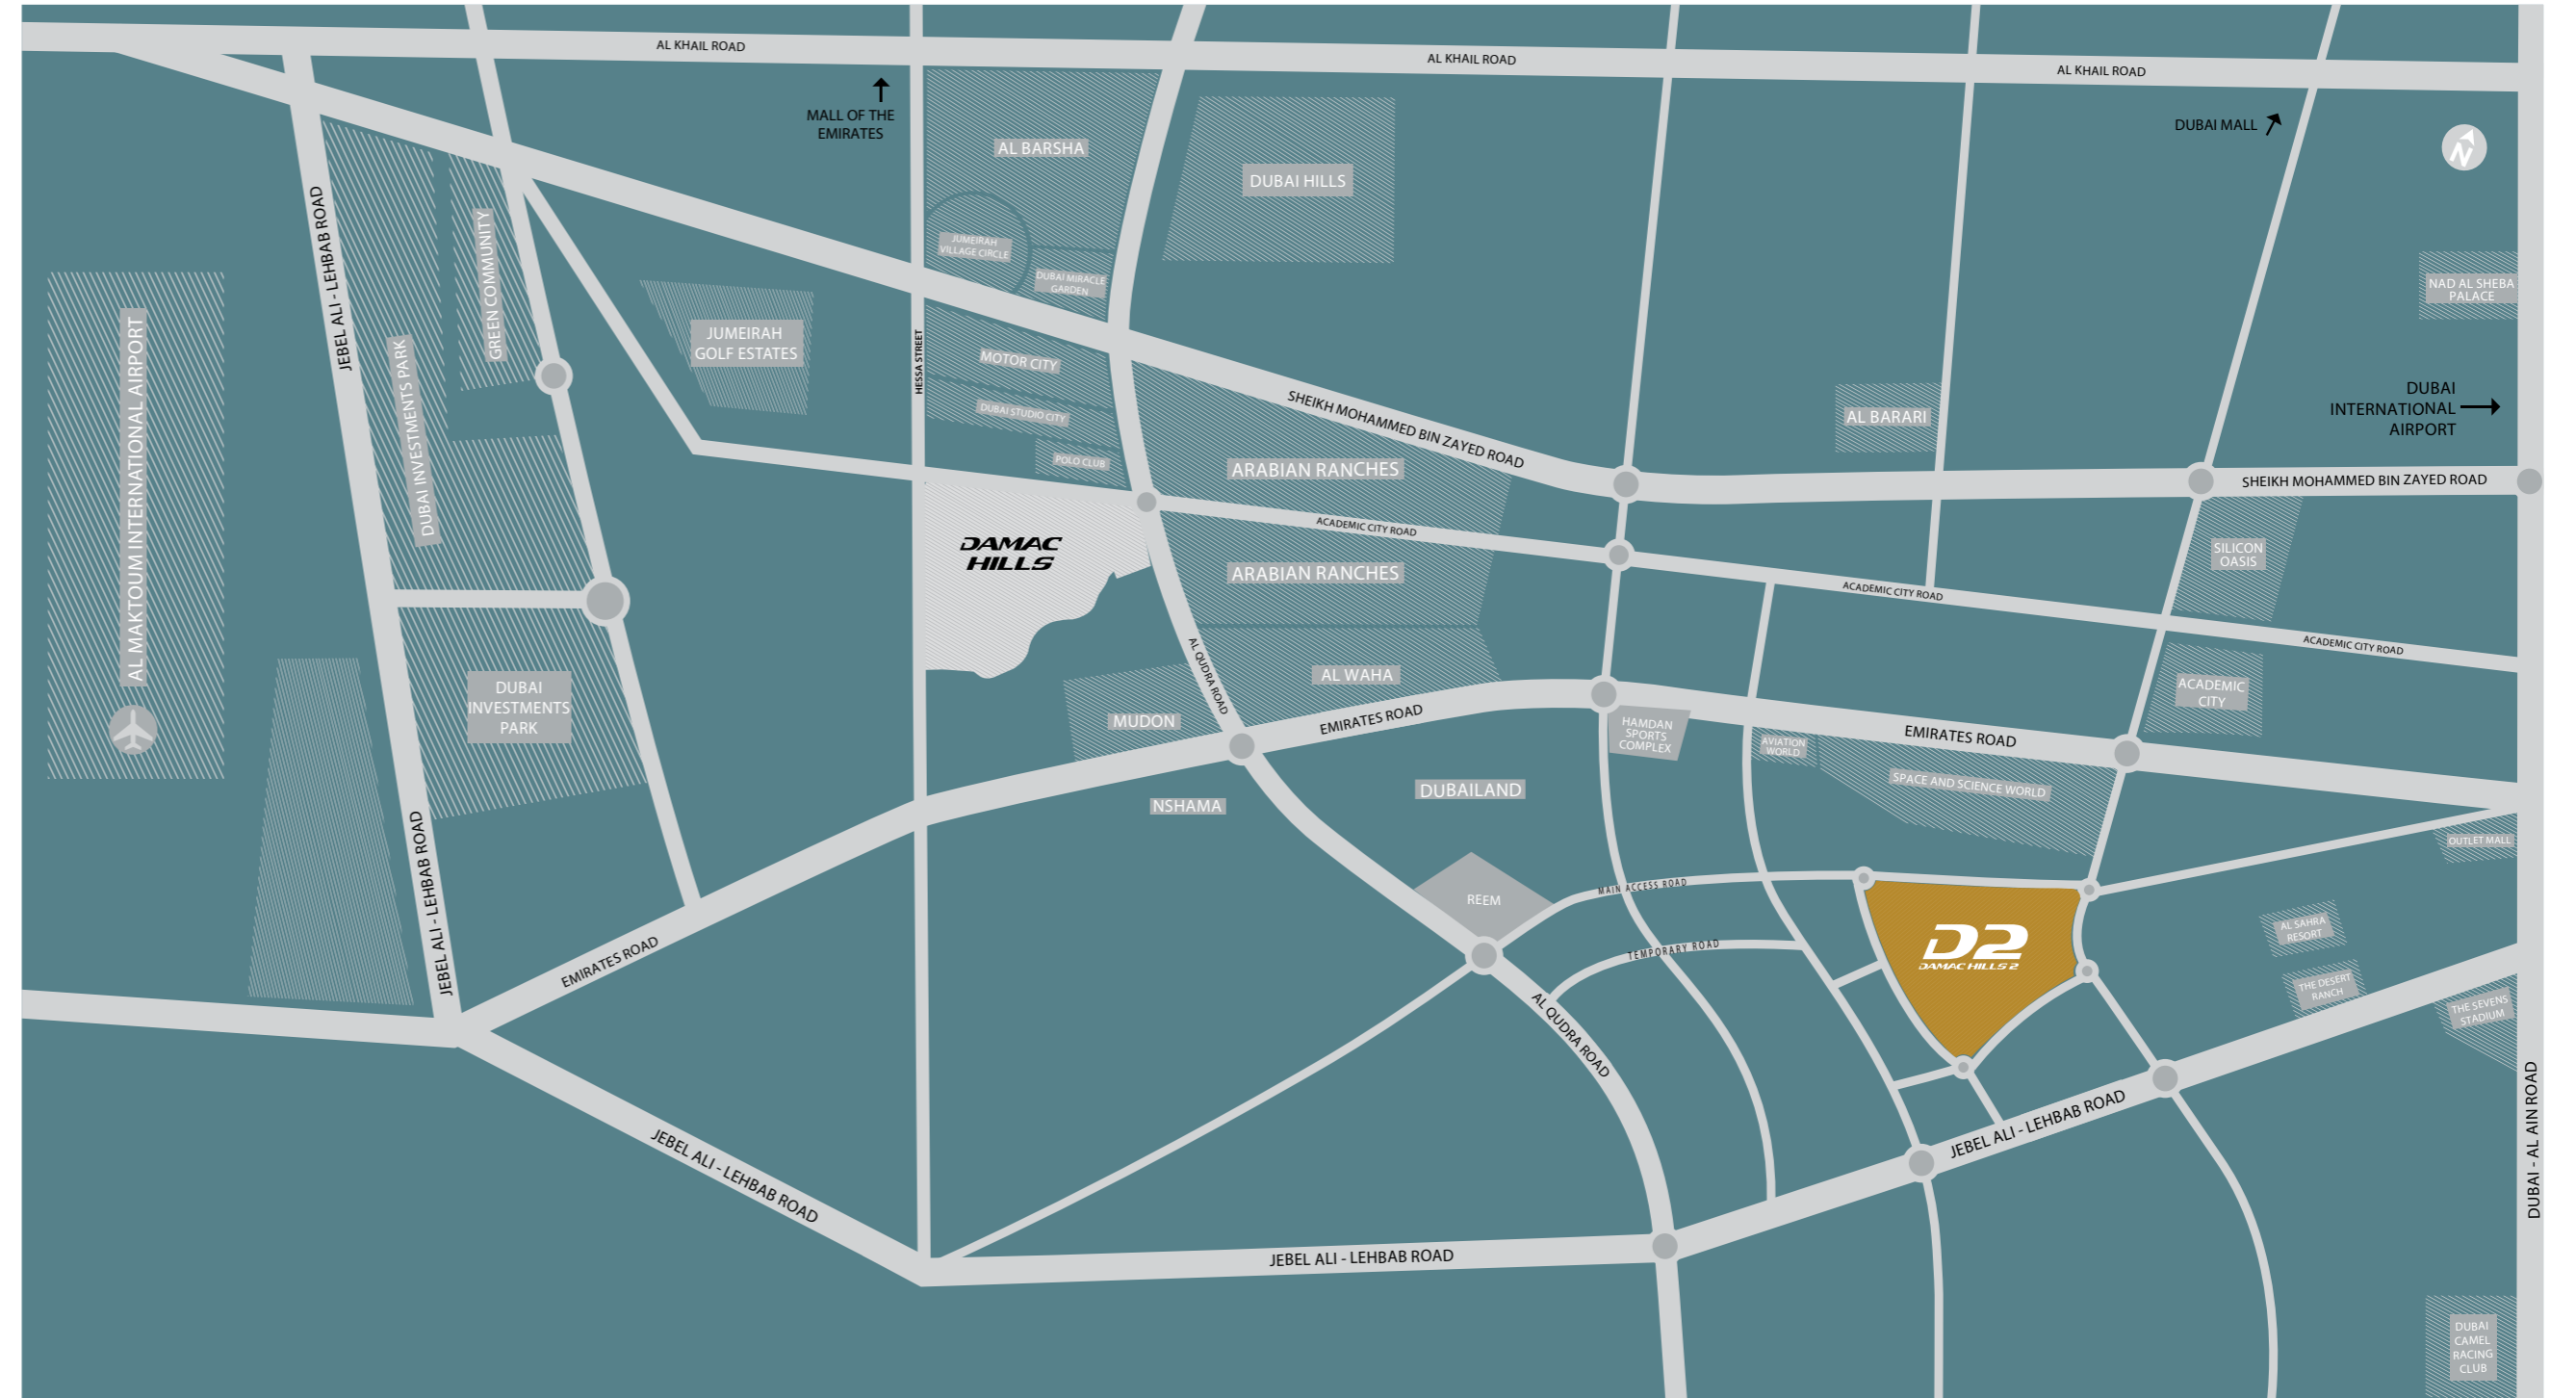 AL KHAIL ROAD
AL KHAIL ROAD
AL KHAIL ROAD
MALL OF THE
EMIRATES
DUBAI MALL
N
AL BARSHA
DUBAI HILLS
JEBEL ALI - LEHBAB ROAD
GREEN COMMUNITY
JUMEIRAH
VILLAGE CIRCLE
DUBAI MIRACLE
GARDEN
NAD AL SHEBA
PALACE
JUMEIRAH
GOLF ESTATES
HESSA STREET
MOTOR CITY
DUBAI STUDIO CITY
POLO CLUB
SHEIKH MOHAMMED BIN ZAYED ROAD
AL BARARI
DUBAI
INTERNATIONAL
AIRPORT
AL MAKTOUM INTERNATIONAL AIRPORT
DUBAI INVESTMENTS PARK
ARABIAN RANCHES
SHEIKH MOHAMMED BIN ZAYED ROAD
ACADEMIC CITY ROAD
DAMAC
HILLS
ARABIAN RANCHES
SILICON
OASIS
ACADEMIC CITY ROAD
ACADEMIC CITY ROAD
AL QUDRA ROAD
AL WAHA
DUBAI
INVESTMENTS
PARK
ACADEMIC
CITY
MUDON
EMIRATES ROAD
HAMDAN
SPORTS
COMPLEX
AVIATION
WORLD
EMIRATES ROAD
SPACE AND SCIENCE WORLD
DUBAILAND
NSHAMA
OUTLET MALL
JEBEL ALI - LEHBAB ROAD
REEM
MAIN ACCESS ROAD
TEMPORARY ROAD
D2
DAMAC HILLS 2
AL SAHRA
RESORT
THE DESERT
RANCH
THE SEVENS
STADIUM
EMIRATES ROAD
AL QUDRA ROAD
JEBEL ALI - LEHBAB ROAD
JEBEL ALI - LEHBAB ROAD
JEBEL ALI - LEHBAB ROAD
DUBAI - AL AIN ROAD
DUBAI
CAMEL
RACING
CLUB